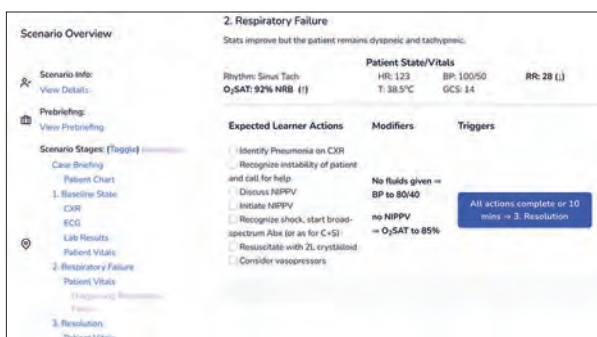 Scenario Overview
Scenario Info:
View Details
Prebriefing:
View Prebriefing
Scenario Stages: (Toggle)
Case Briefing
Patient Chart
1. Baseline State
CXR
ECG
Lab Results
Patient Vitals
2. Respiratory Failure
Patient Vitals
3. Resolution
Patient Vitals
2. Respiratory Failure
Stats improve but the patient remains dyspneic and tachypneic.
Patient State/Vitals
Rhythm: Sinus Tach HR: 123 BP: 100/50 RR: 28 (↓)
O₂SAT: 92% NRB (↑) T: 38.5°C GCS: 14
Expected Learner Actions Modifiers Triggers
Identify Pneumonia on CXR
Recognize instability of patient
and call for help
Discuss NIPPV
Initiate NIPPV
Recognize shock, start broad-
spectrum Abx (or as for C+S)
Resuscitate with 2L crystalloid
Consider vasopressors
No fluids given ⇒
BP to 80/40
no NIPPV
⇒ O₂SAT to 85%
All actions complete or 10
mins ⇒ 3. Resolution